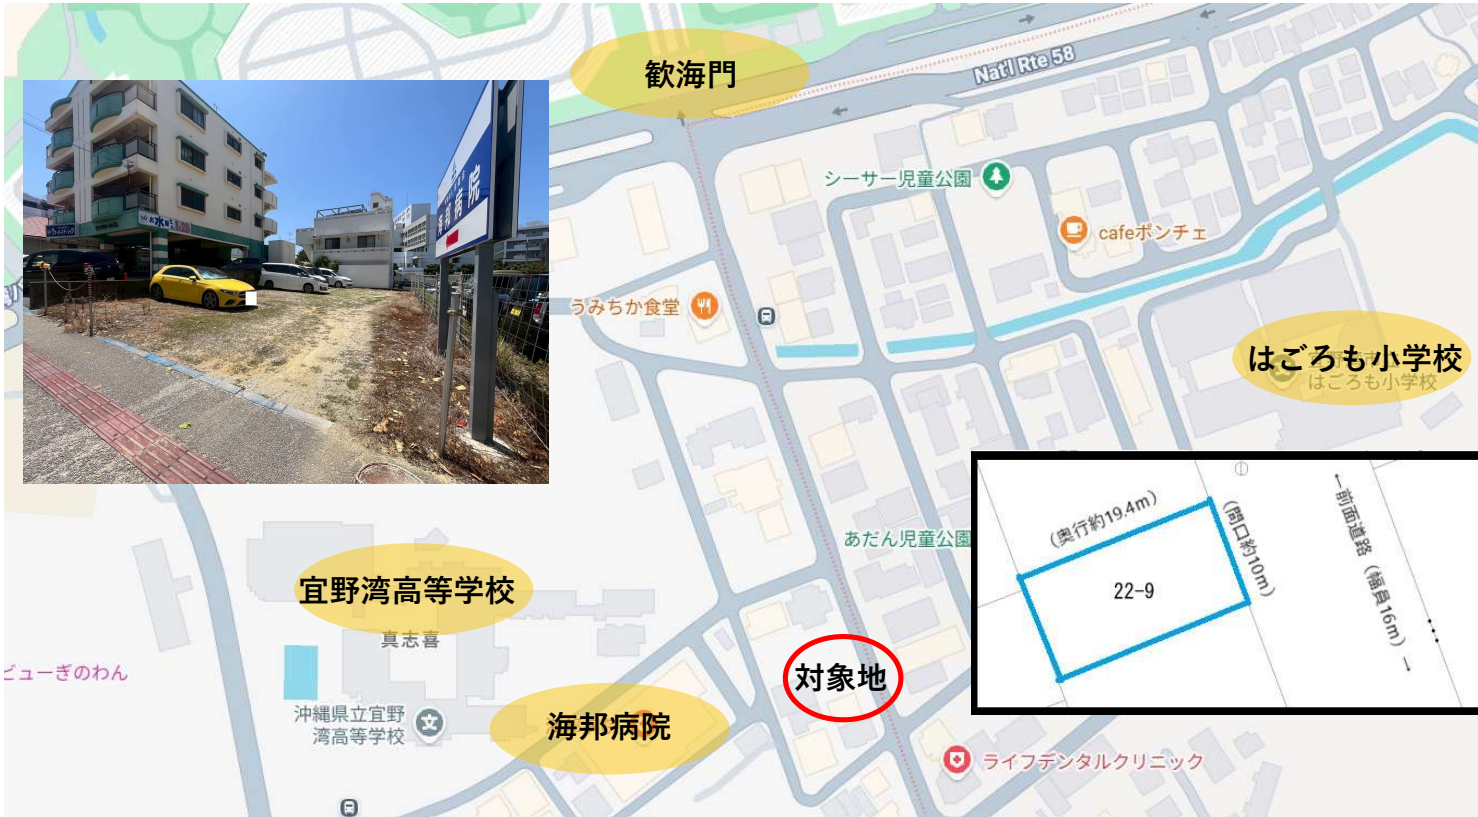 歓海門
Nat'l Rte 58
シーサー児童公園
cafeポンチェ
海邦病院
お水
うみちか食堂
はごろも小学校
はごろも小学校
あだん児童公園
(奥行約19.4m)
(間口約10m)
←前面道路（幅員16m）→
22-9
宜野湾高等学校
真志喜
対象地
ビューぎのわん
沖縄県立宜野
湾高等学校
海邦病院
ライフデンタルクリニック